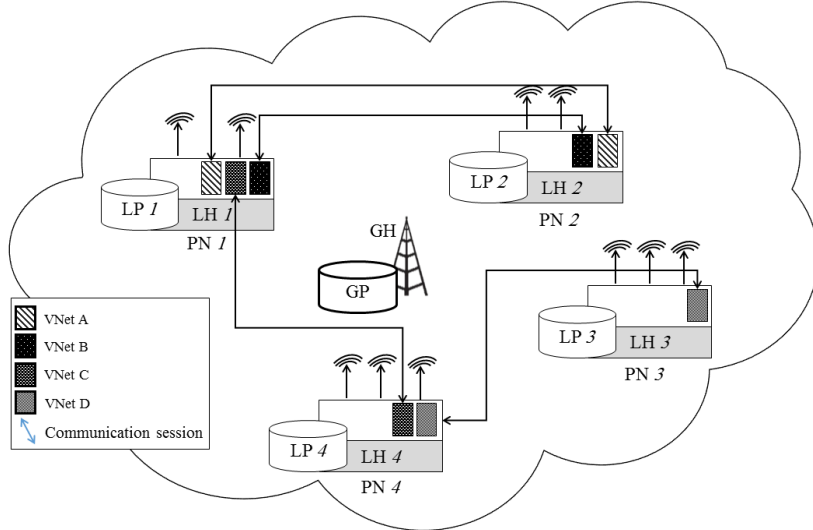 LP 1
LH 1
PN 1
LP 2
LH 2
PN 2
GH
GP
LP 3
LH 3
PN 3
LP 4
LH 4
PN 4
VNet A
VNet B
VNet C
VNet D
Communication session